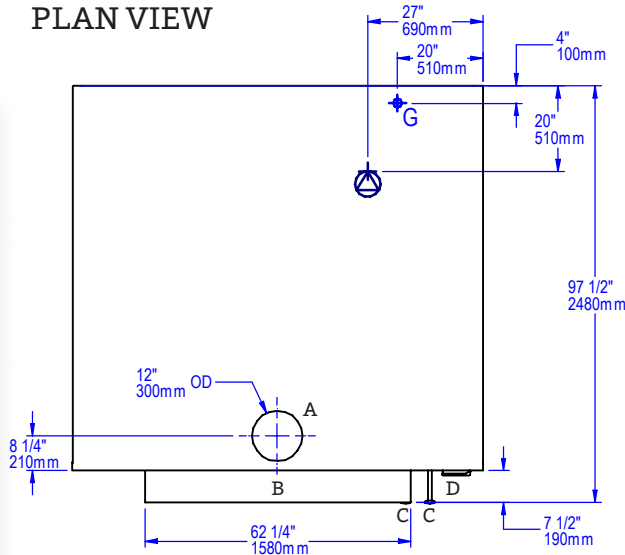 PLAN VIEW
27"
690mm
20"
510mm
4"
100mm
G
20"
510mm
97 1/2"
2480mm
12"
300mm OD
A
8 1/4"
210mm
B
D
C C
7 1/2"
190mm
62 1/4"
1580mm